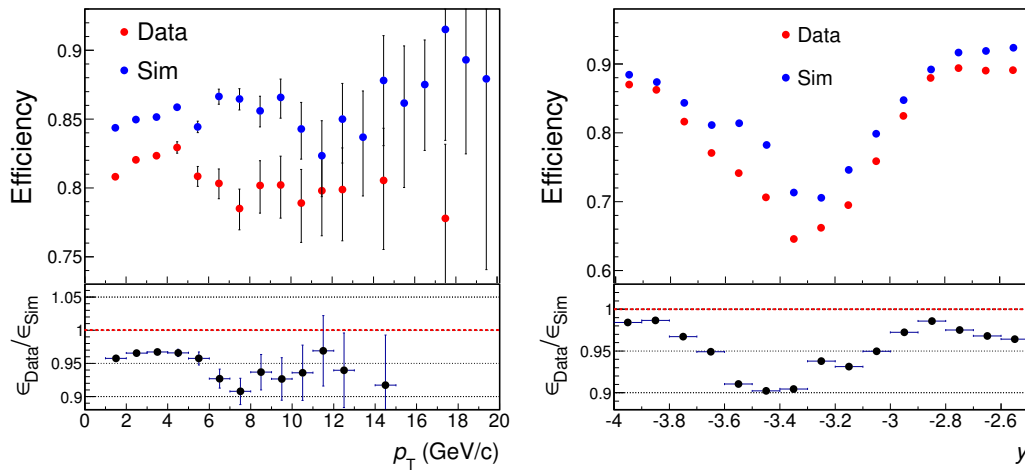 Efficiency
Data
Sim
0.9
0.85
0.8
0.75
ϵData/ϵSim
1.05
1
0.95
0.9
0 2 4 6 8 10 12 14 16 18 20
pT (GeV/c)
Efficiency
Data
Sim
1
0.9
0.8
0.7
0.6
ϵData/ϵSim
1
0.95
0.9
-4 -3.8 -3.6 -3.4 -3.2 -3 -2.8 -2.6
y